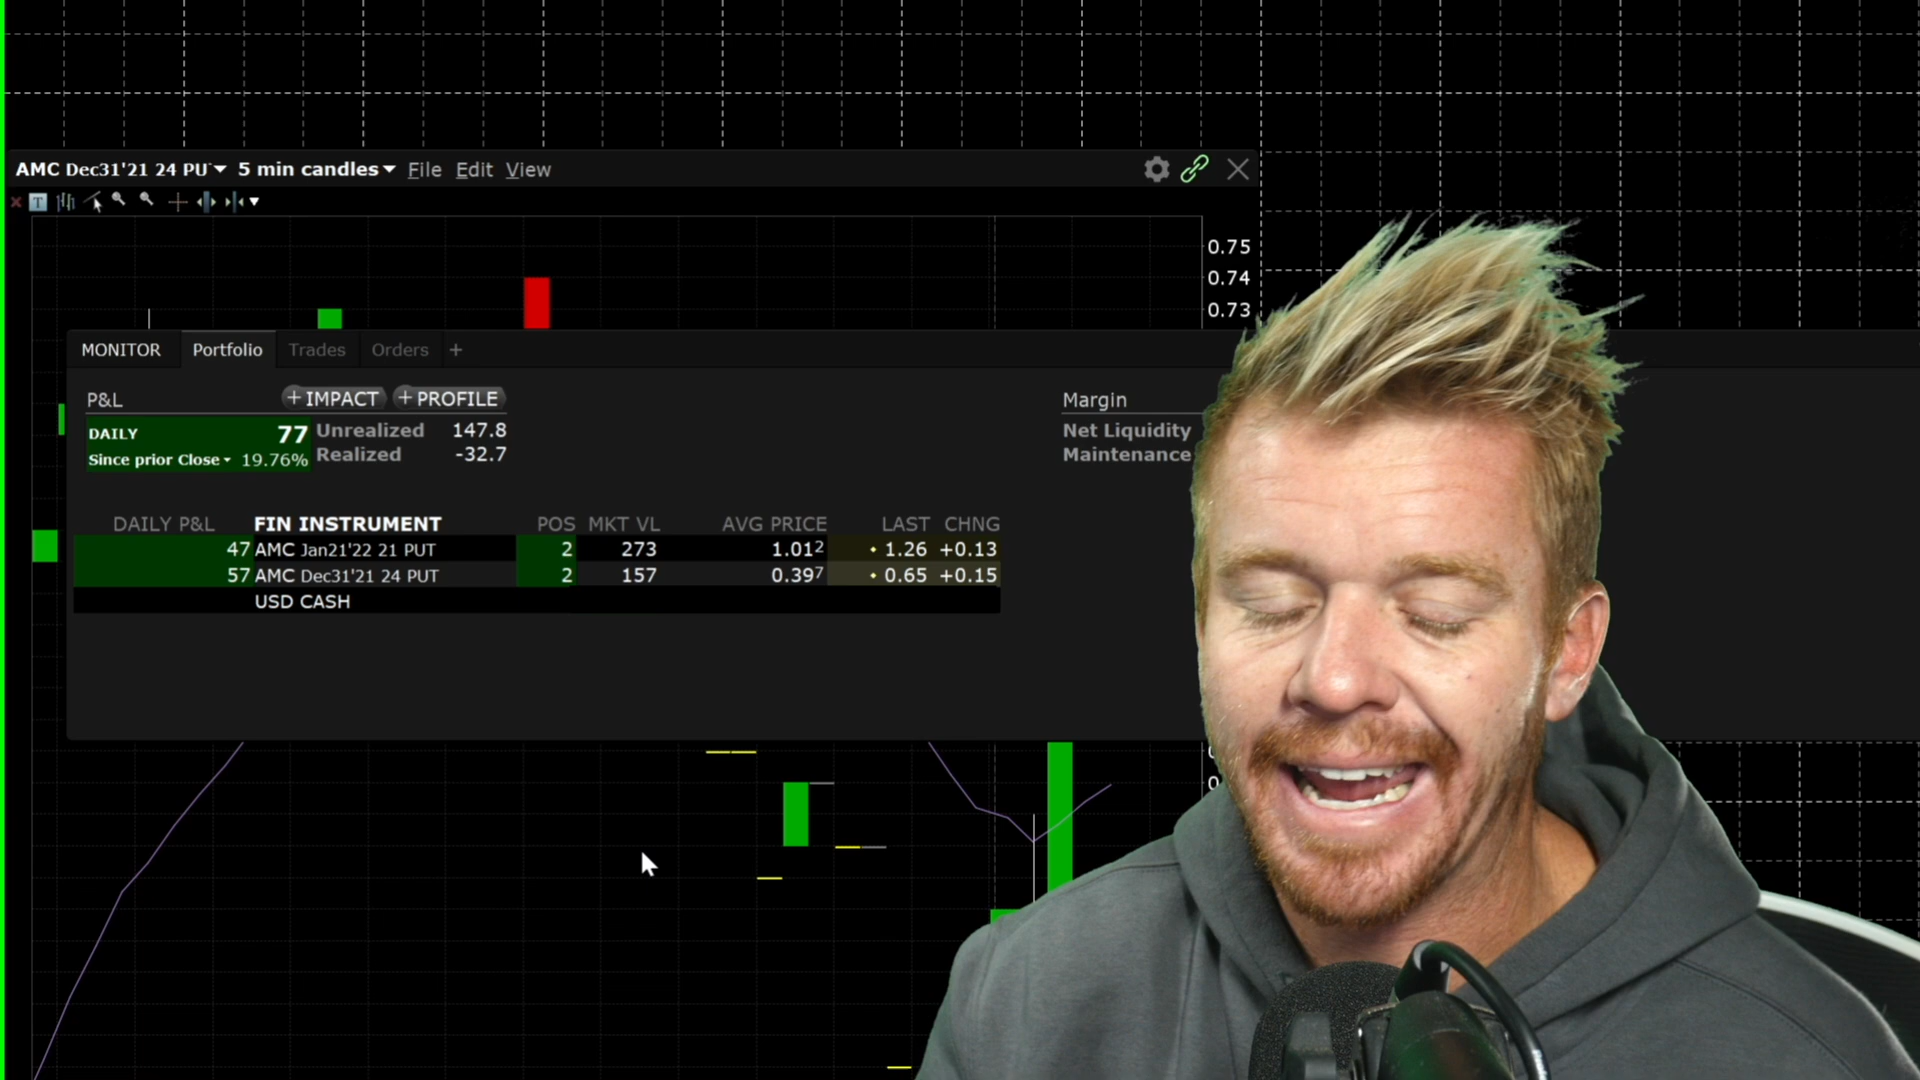 AMC Dec31'21 24 PU 5 min candles File Edit View
T
0.75
0.74
0.73
MONITOR Portfolio Trades Orders +
P&L + IMPACT + PROFILE
DAILY 77 Unrealized 147.8
Since prior Close 19.76% Realized -32.7
Margin
Net Liquidity
Maintenance
DAILY P&L FIN INSTRUMENT POS MKT VL AVG PRICE LAST CHNG
47 AMC Jan21'22 21 PUT 2 273 1.01² 1.26 +0.13
57 AMC Dec31'21 24 PUT 2 157 0.39⁷ 0.65 +0.15
USD CASH